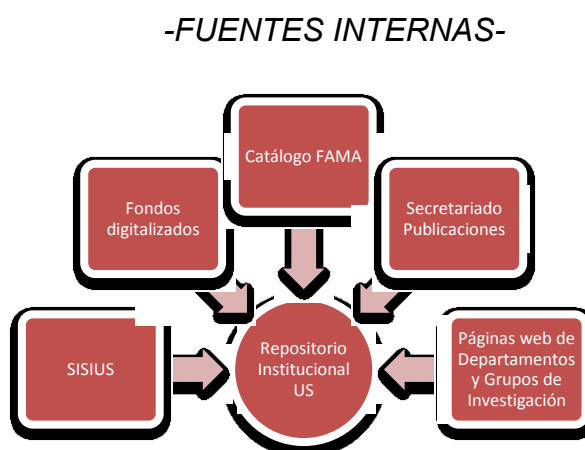 -FUENTES INTERNAS-
Catálogo FAMA
Fondos
digitalizados
Secretariado
Publicaciones
SISIUS
Repositorio
Institucional
US
Páginas web de
Departamentos
y Grupos de
Investigación